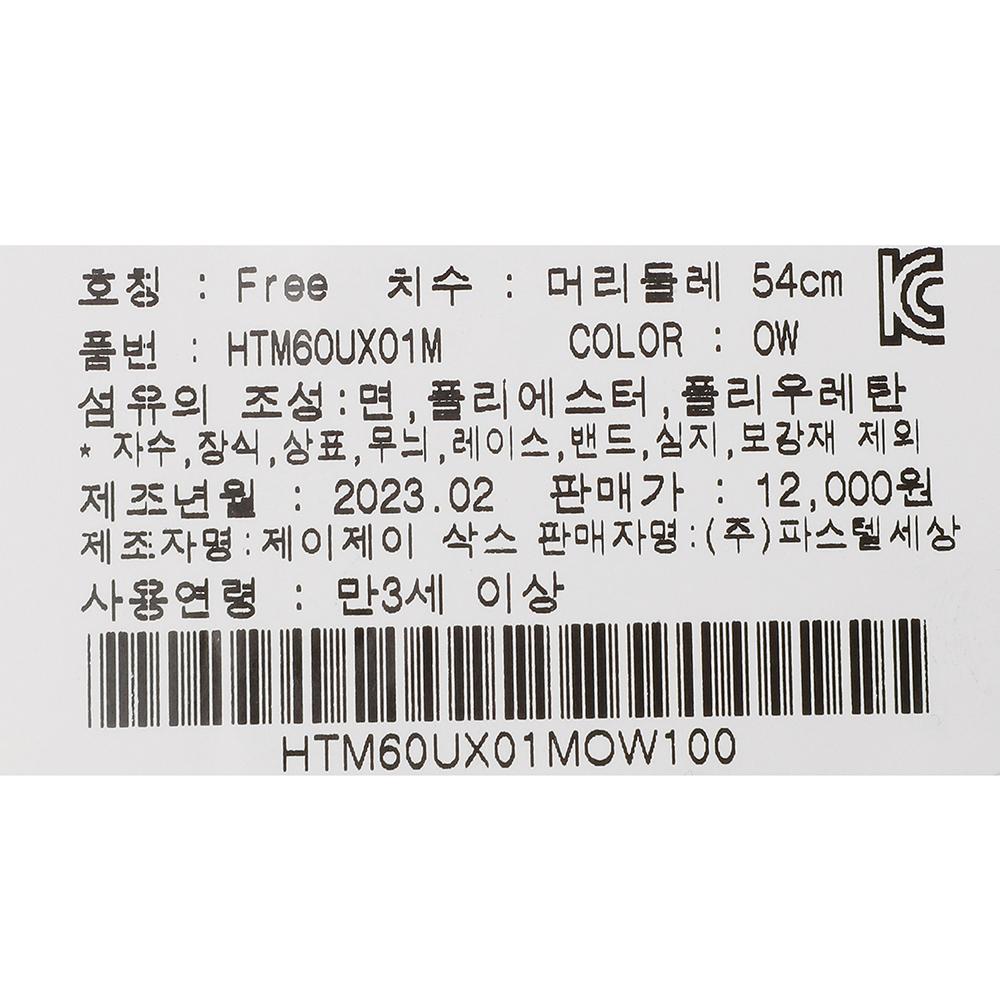 호칭 : Free 치수 : 머리둘레 54cm
품번 : HTM60UX01M COLOR : OW
섬유의 조성:면,폴리에스터,폴리우레탄
* 자수,장식,상표,무늬,레이스,밴드,심지,보강재 제외
제조년월 : 2023.02 판매가 : 12,000원
제조자명:제이제이 삭스 판매자명:(주)파스텔세상
사용연령 : 만3세 이상
HTM60UX01MOW100
KC